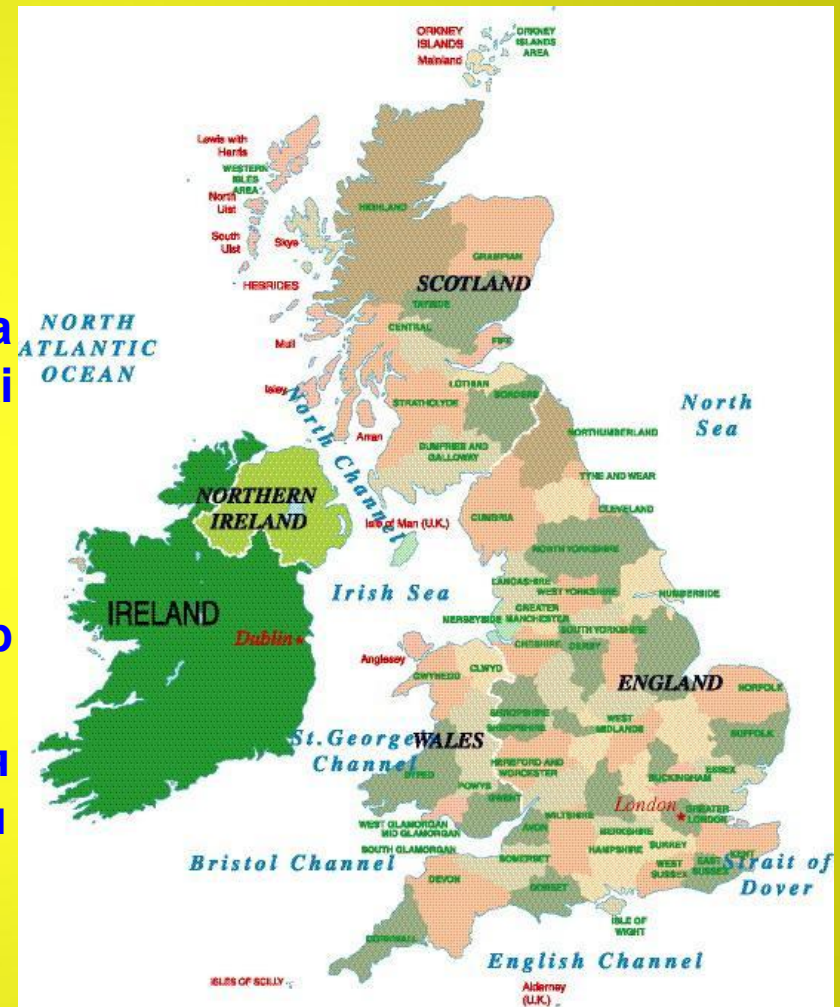 ORKNEY
ISLANDS
Mainland
ORKNEY
ISLANDS
AREA
Lewis with
Harris
WESTERN
ISLES
AREA
North
Uist
South
Uist
Skye
HEBRIDES
HIGHLAND
GRAMPIAN
SCOTLAND
TAYSIDE
CENTRAL
FIFE
Mull
NORTH
ATLANTIC
OCEAN
Islay
LOTHIAN
BORDERS
STRATHCLYDE
North
Sea
Arran
North Channel
DUMFRIES AND
GALLOWAY
NORTHUMBERLAND
TYNE AND WEAR
NORTHERN
IRELAND
CLEVELAND
Isle of Man (U.K.)
CUMBRIA
NORTH YORKSHIRE
Irish Sea
LANCASHIRE
WEST YORKSHIRE
HUMBERSIDE
IRELAND
Dublin
GREATER
MANCHESTER
MERSEYSIDE
SOUTH YORKSHIRE
Anglesey
CHESHIRE
DERBY
CLWYD
GWYNEDD
ENGLAND
NORFOLK
SHROPSHIRE
SHROPSHIRE
WEST
MIDLANDS
SUFFOLK
St.George's
Channel
WALES
HEREFORD AND
WORCESTER
DYFED
POWYS
BUCKINGHAM
ESSEX
GWENT
London
GREATER
LONDON
WEST GLAMORGAN
MID GLAMORGAN
SOUTH GLAMORGAN
AVON
WILTSHIRE
BERKSHIRE
SURREY
KENT
Bristol Channel
SOMERSET
HAMPSHIRE
WEST
SUSSEX
EAST
SUSSEX
Strait of
Dover
DEVON
DORSET
ISLE OF
WIGHT
CORNWALL
English Channel
ISLES OF SCILLY
Alderney
(U.K.)